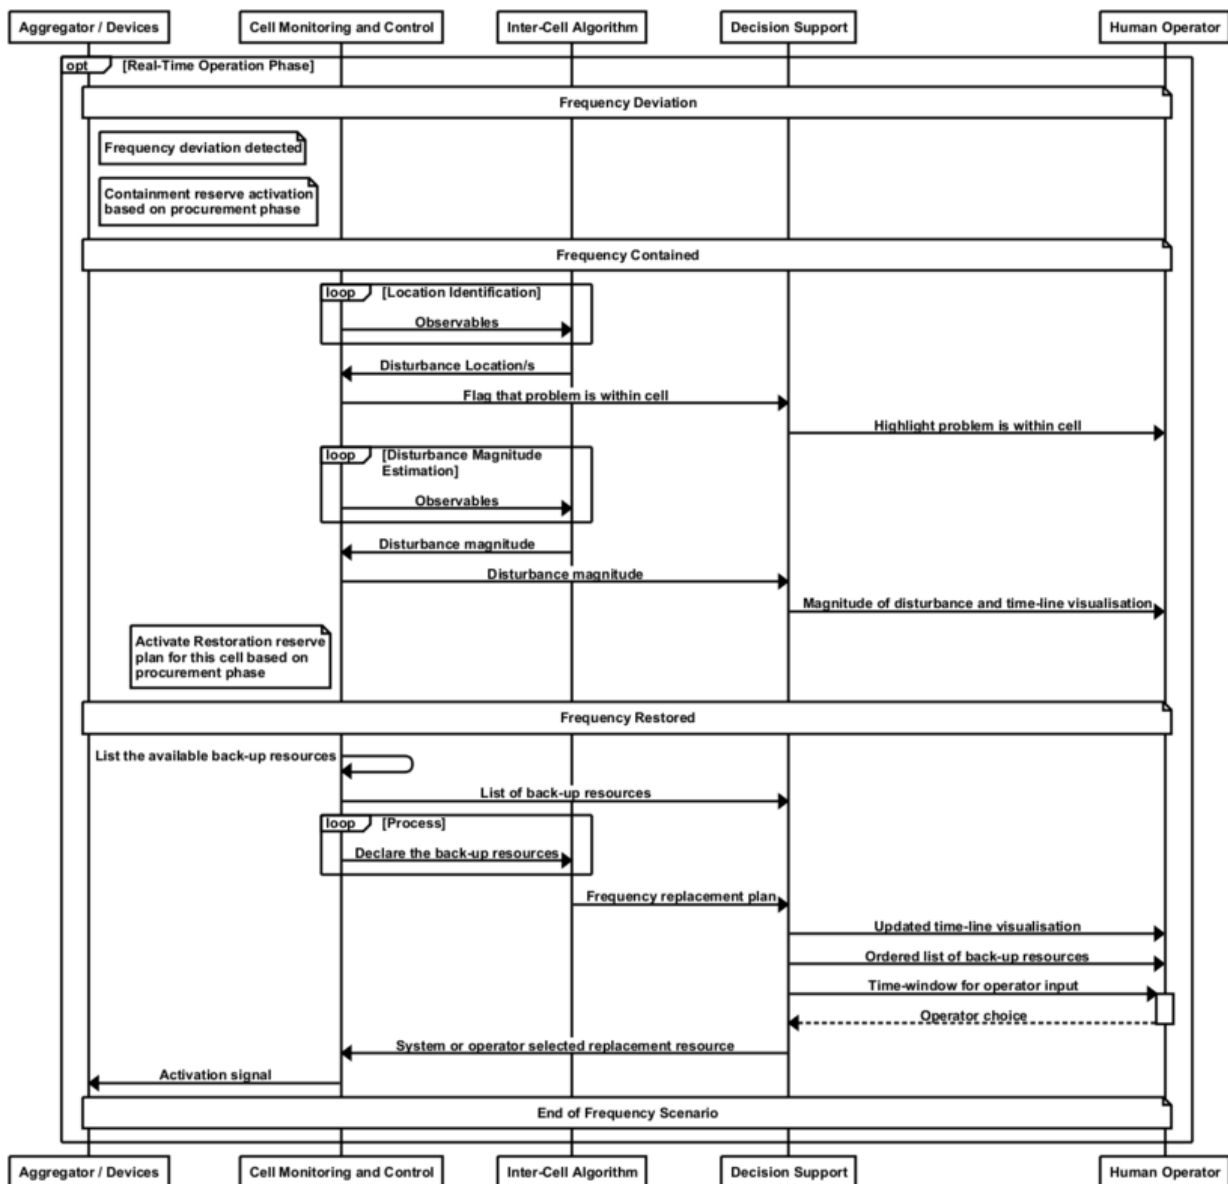 Aggregator / Devices
Cell Monitoring and Control
Inter-Cell Algorithm
Decision Support
Human Operator
opt
[Real-Time Operation Phase]
Frequency Deviation
Frequency deviation detected
Containment reserve activation
based on procurement phase
Frequency Contained
loop
[Location Identification]
Observables
Disturbance Location/s
Flag that problem is within cell
Highlight problem is within cell
loop
[Disturbance Magnitude
Estimation]
Observables
Disturbance magnitude
Disturbance magnitude
Magnitude of disturbance and time-line visualisation
Activate Restoration reserve
plan for this cell based on
procurement phase
Frequency Restored
List the available back-up resources
List of back-up resources
loop
[Process]
Declare the back-up resources
Frequency replacement plan
Updated time-line visualisation
Ordered list of back-up resources
Time-window for operator input
Operator choice
System or operator selected replacement resource
Activation signal
End of Frequency Scenario
Aggregator / Devices
Cell Monitoring and Control
Inter-Cell Algorithm
Decision Support
Human Operator